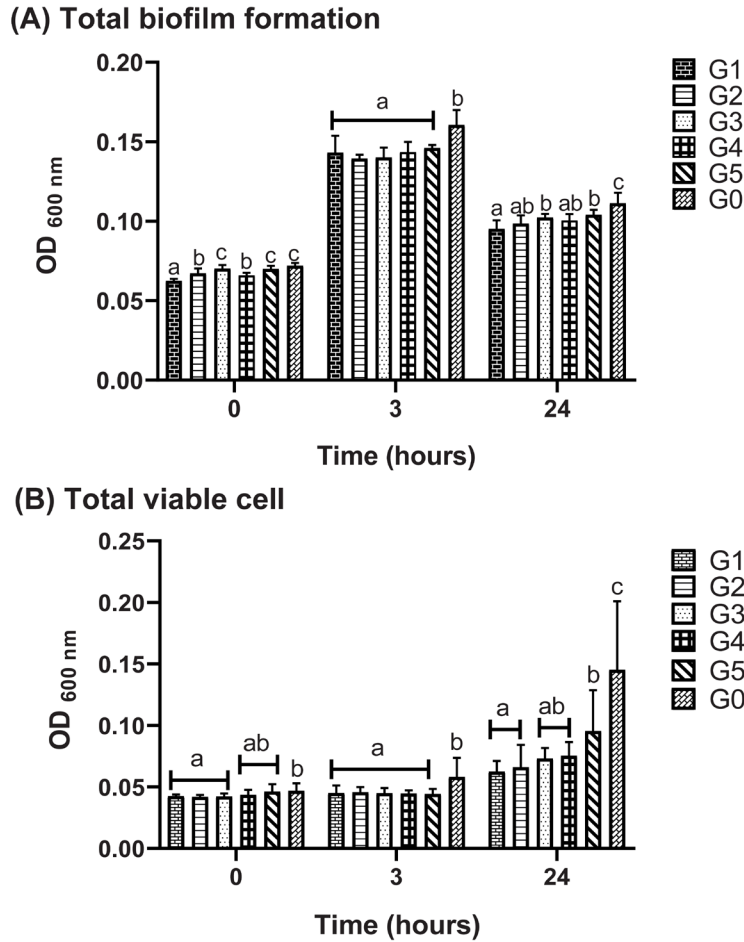 (A) Total biofilm formation
0.20
0.15
0.10
0.05
0.00
OD 600 nm
a b c b c c
a b
a ab b ab b c
0 3 24
Time (hours)
G1
G2
G3
G4
G5
G0
(B) Total viable cell
0.25
0.20
0.15
0.10
0.05
0.00
OD 600 nm
a ab b
a b
a ab b c
0 3 24
Time (hours)
G1
G2
G3
G4
G5
G0